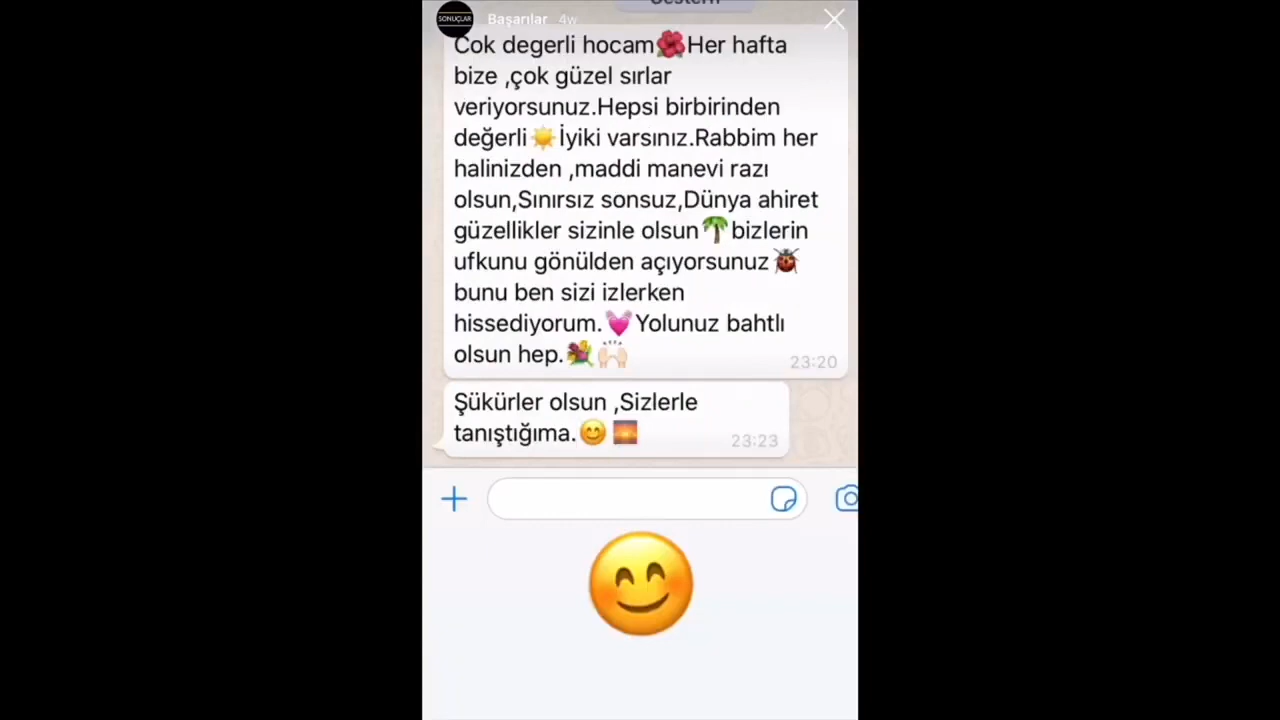 SONUÇLAR
Başarılar 4w
Cok degerli hocam🌺Her hafta
bize ,çok güzel sırlar
veriyorsunuz.Hepsi birbirinden
değerli☀️İyiki varsınız.Rabbim her
halinizden ,maddi manevi razı
olsun,Sınırsız sonsuz,Dünya ahiret
güzellikler sizinle olsun🌴bizlerin
ufkunu gönülden açıyorsunuz🐞
bunu ben sizi izlerken
hissediyorum.💓Yolunuz bahtlı
olsun hep.💐🙌🏻
23:20
Şükürler olsun ,Sizlerle
tanıştığıma.😊🌅
23:23